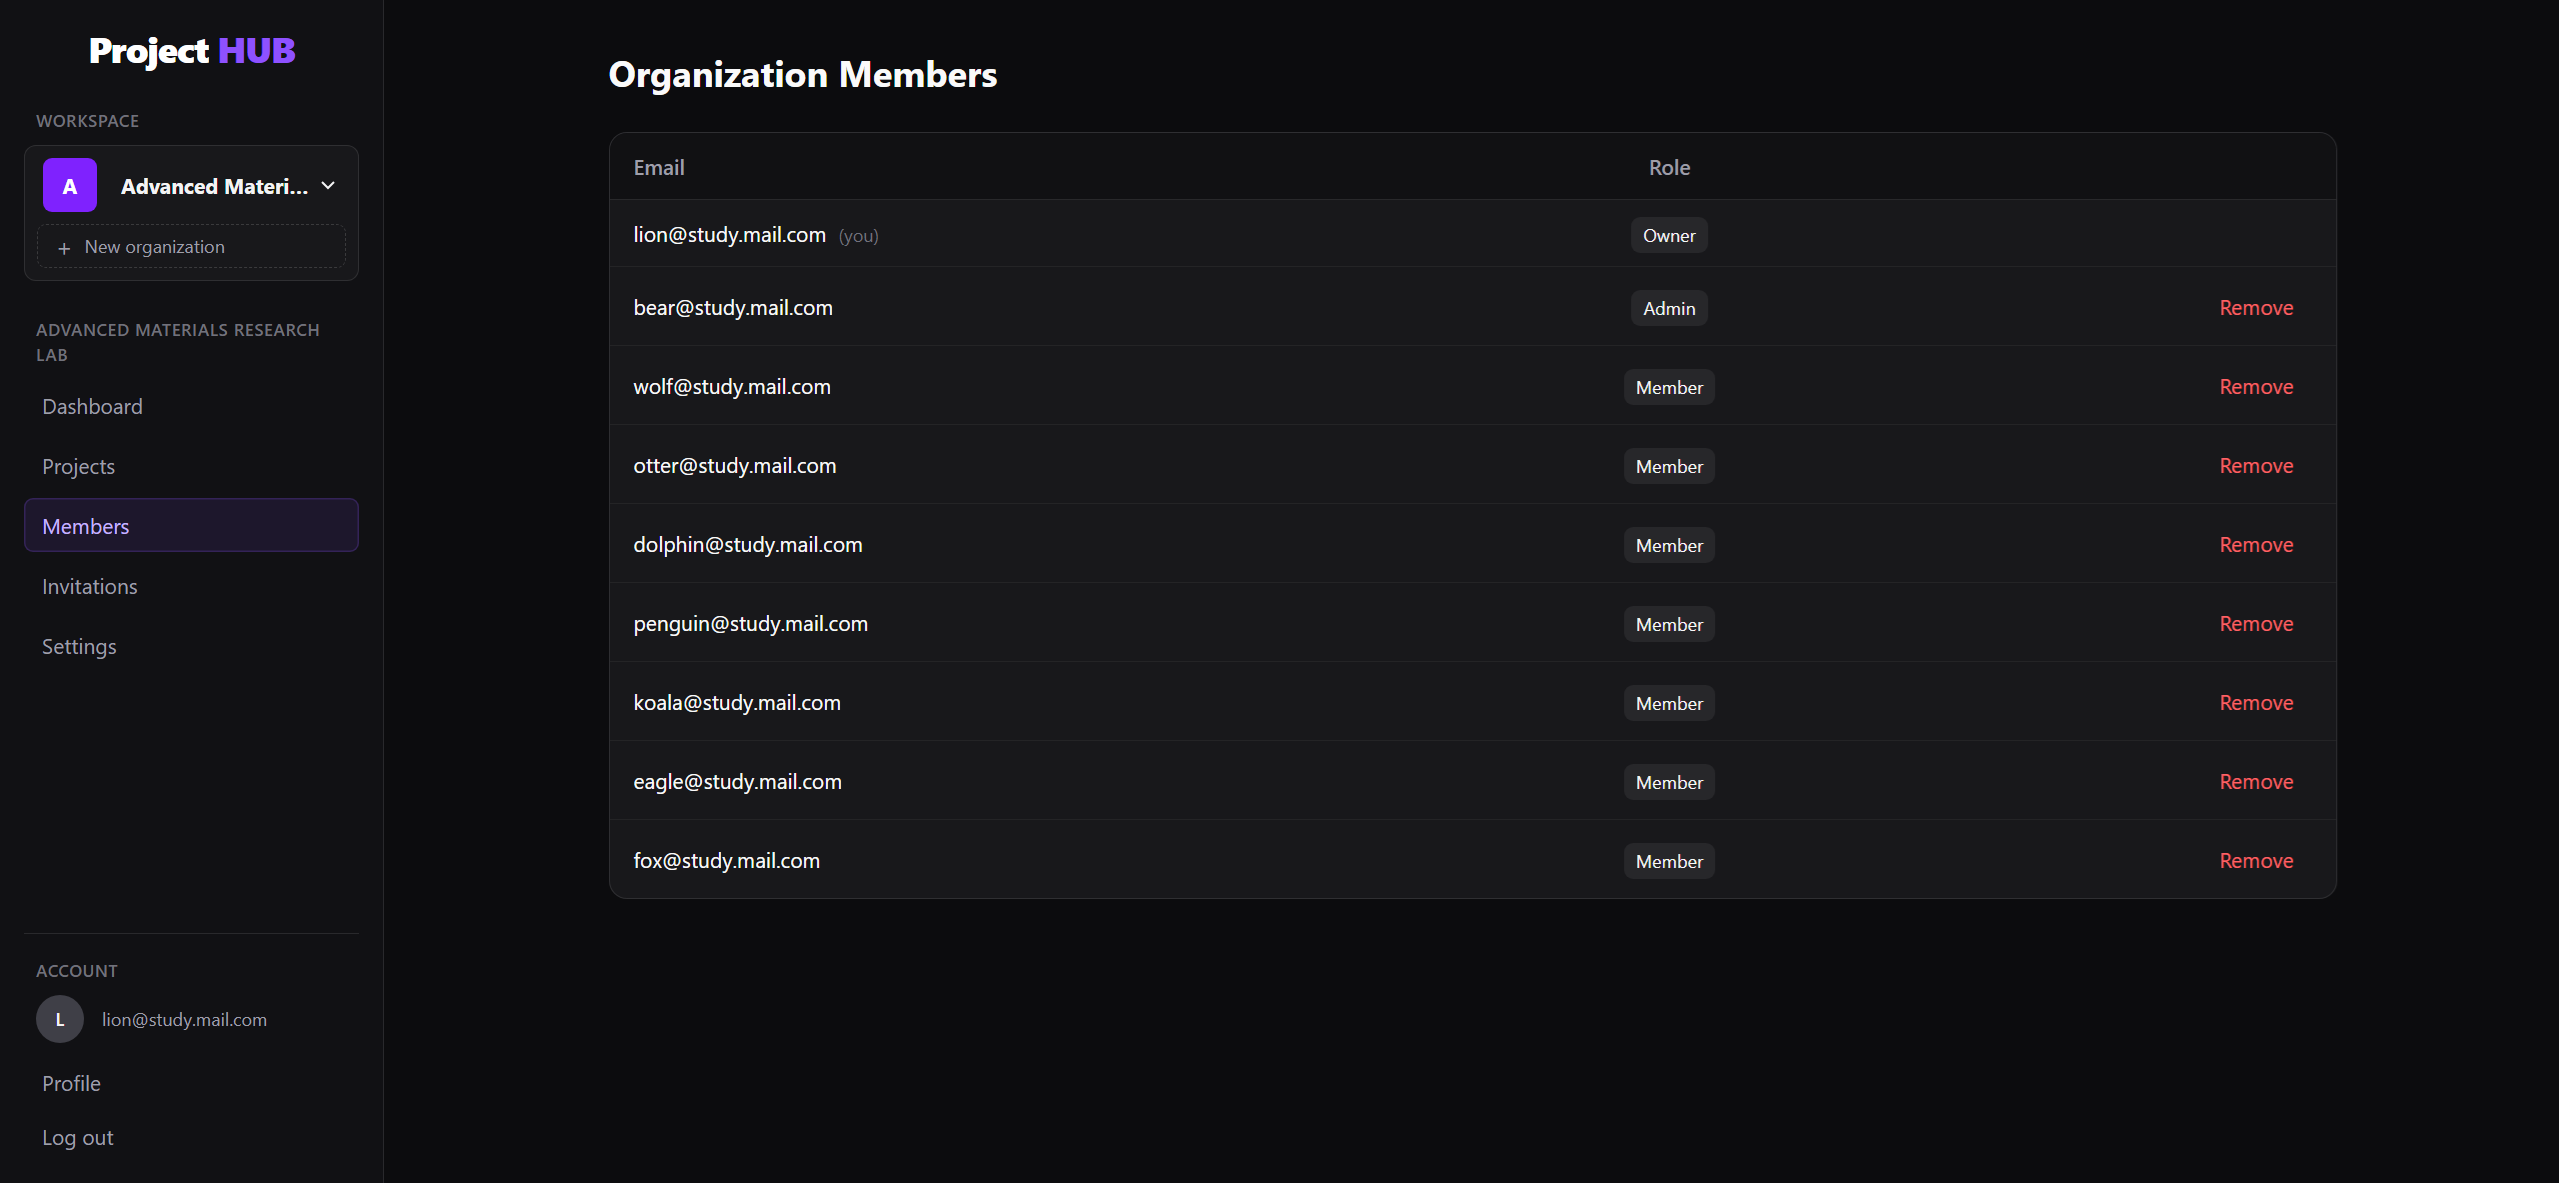 Project HUB
WORKSPACE
A
Advanced Materi...
+ New organization
ADVANCED MATERIALS RESEARCH
LAB
Dashboard
Projects
Members
Invitations
Settings
ACCOUNT
L
lion@study.mail.com
Profile
Log out
Organization Members
Email Role
lion@study.mail.com (you) Owner
bear@study.mail.com Admin Remove
wolf@study.mail.com Member Remove
otter@study.mail.com Member Remove
dolphin@study.mail.com Member Remove
penguin@study.mail.com Member Remove
koala@study.mail.com Member Remove
eagle@study.mail.com Member Remove
fox@study.mail.com Member Remove